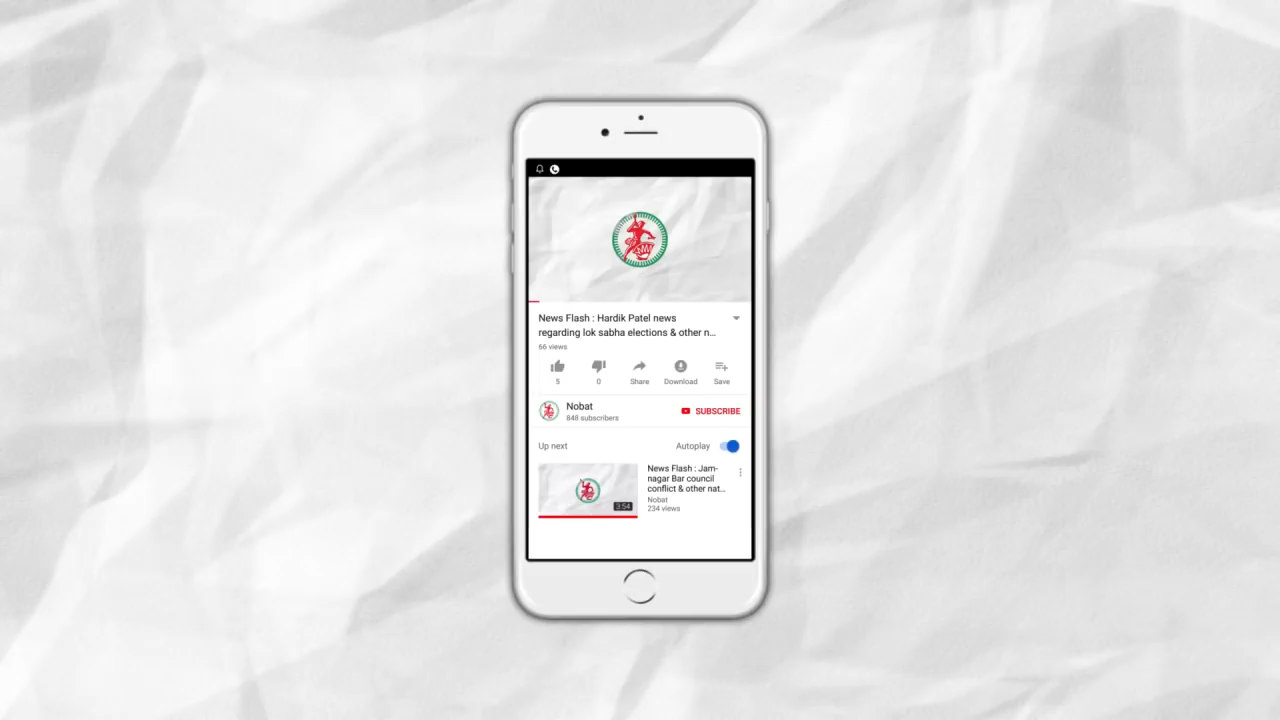 News Flash : Hardik Patel news
regarding lok sabha elections & other n...
66 views
5
0
Share
Download
Save
Nobat
848 subscribers
SUBSCRIBE
Up next
Autoplay
3:54
News Flash : Jam-
nagar Bar council
conflict & other nat...
Nobat
234 views